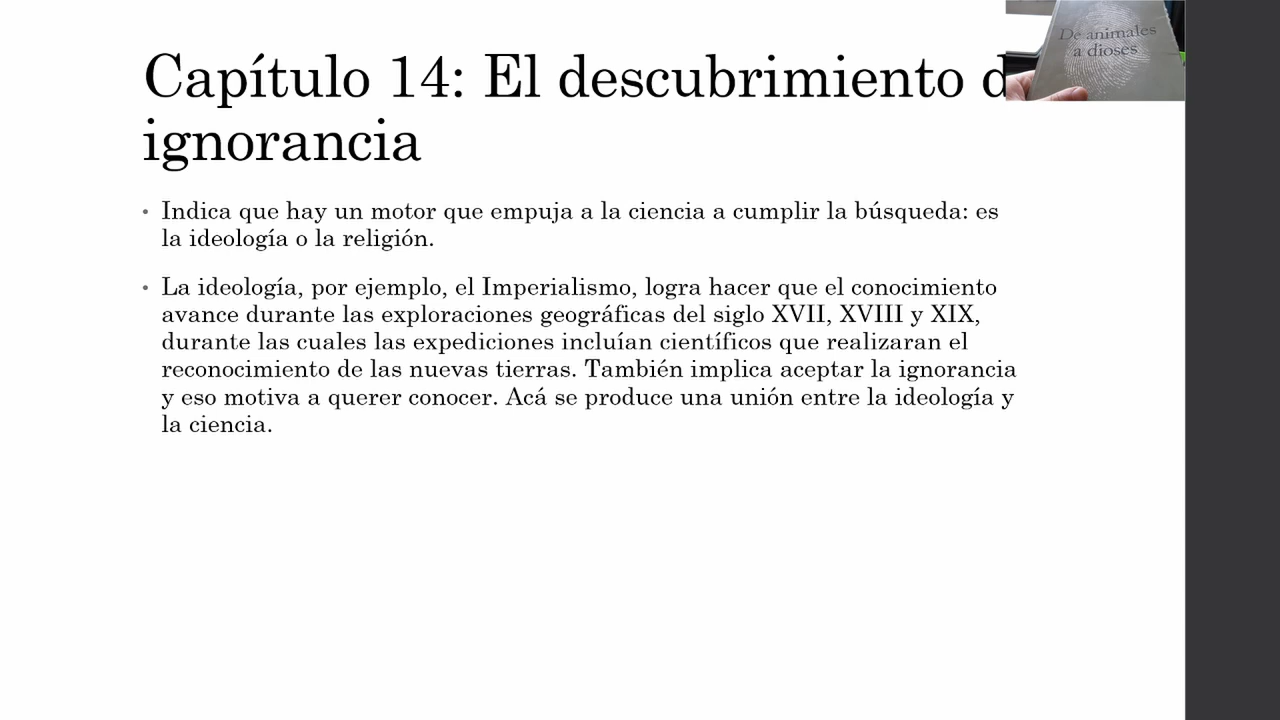 Capítulo 14: El descubrimiento d
ignorancia
De animales
a dioses
• Indica que hay un motor que empuja a la ciencia a cumplir la búsqueda: es
la ideología o la religión.
• La ideología, por ejemplo, el Imperialismo, logra hacer que el conocimiento
avance durante las exploraciones geográficas del siglo XVII, XVIII y XIX,
durante las cuales las expediciones incluían científicos que realizaran el
reconocimiento de las nuevas tierras. También implica aceptar la ignorancia
y eso motiva a querer conocer. Acá se produce una unión entre la ideología y
la ciencia.